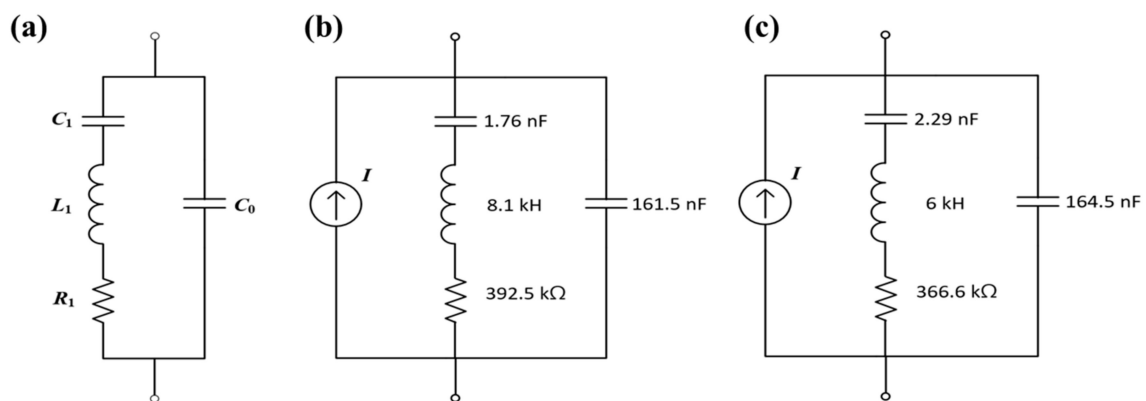 (a)
C₁
L₁
R₁
C₀
(b)
I
1.76 nF
8.1 kH
392.5 kΩ
161.5 nF
(c)
I
2.29 nF
6 kH
366.6 kΩ
164.5 nF